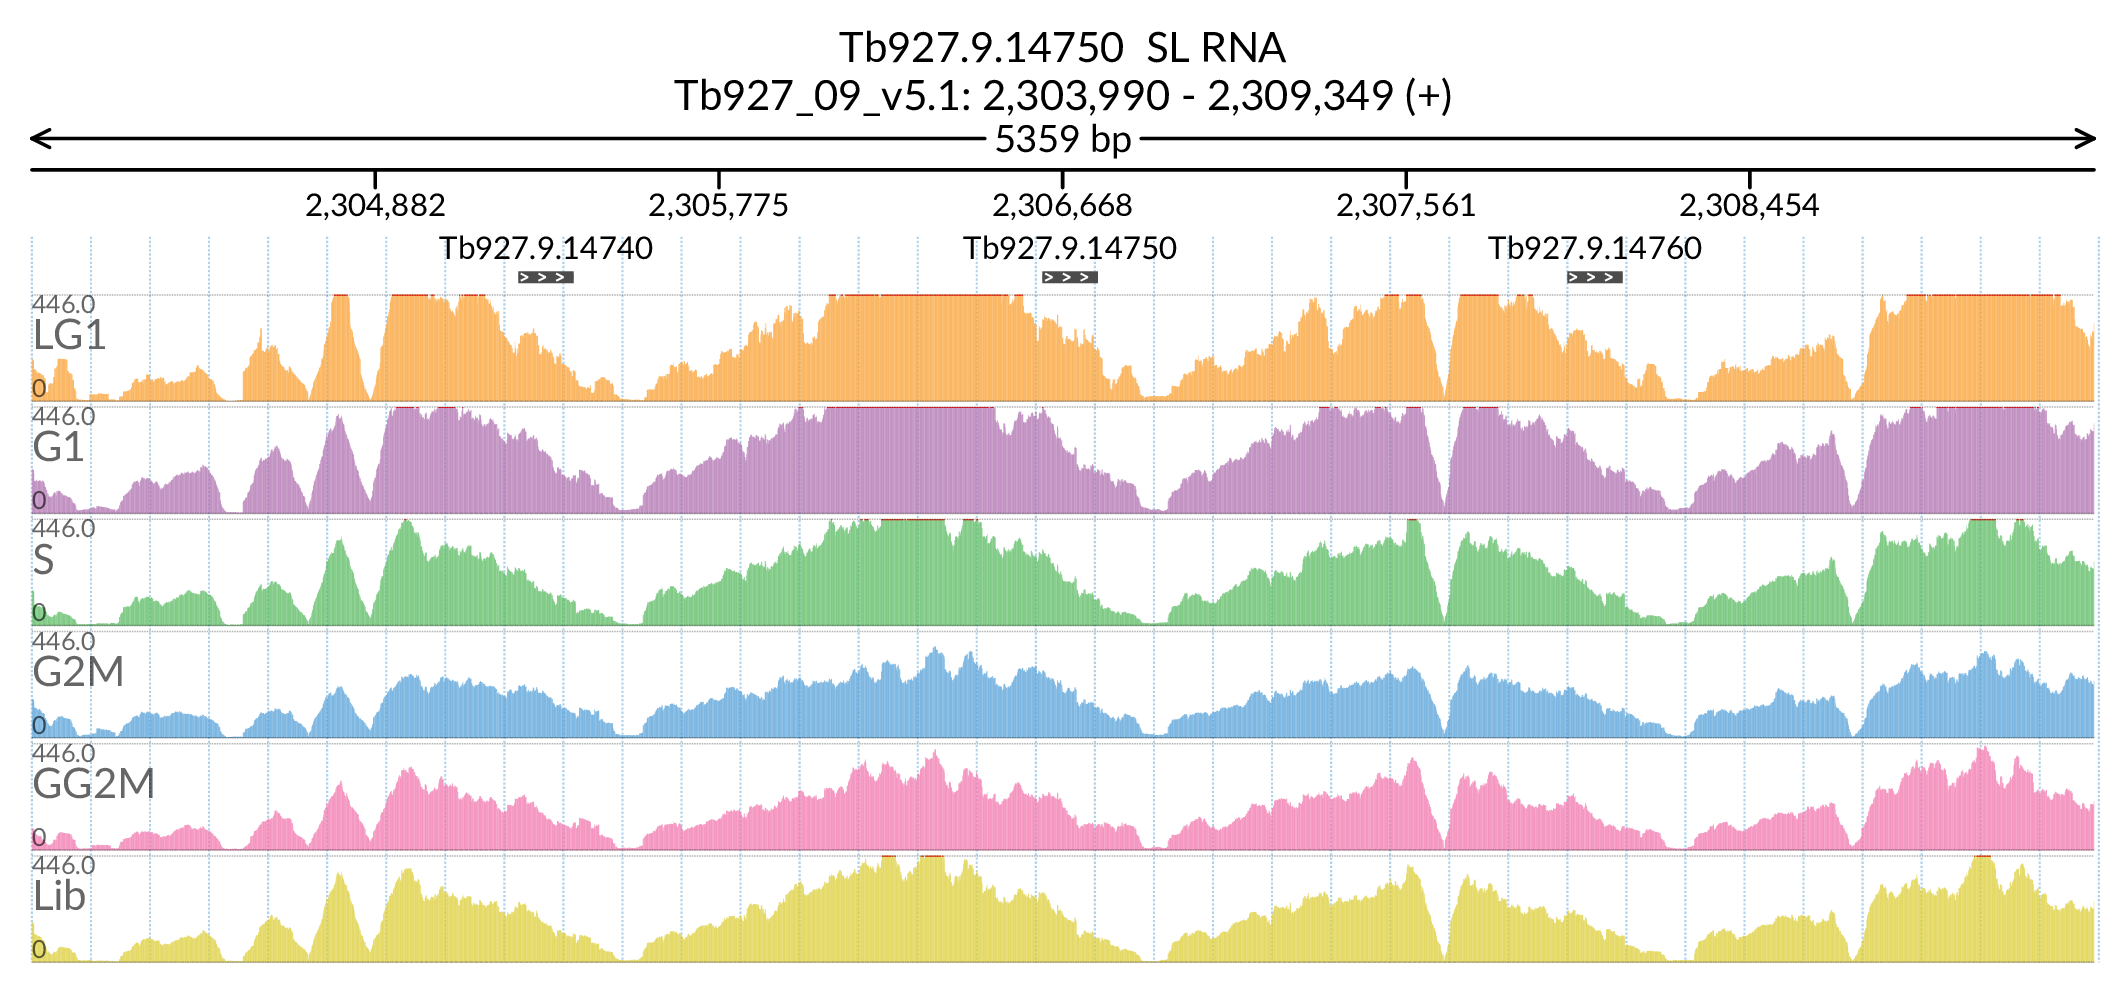 Tb927.9.14750 SL RNA
Tb927_09_v5.1: 2,303,990 - 2,309,349 (+)
5359 bp
2,304,882 2,305,775 2,306,668 2,307,561 2,308,454
Tb927.9.14740 Tb927.9.14750 Tb927.9.14760
> > > > > > > > >
446.0
LG1
0
446.0
G1
0
446.0
S
0
446.0
G2M
0
446.0
GG2M
0
446.0
Lib
0